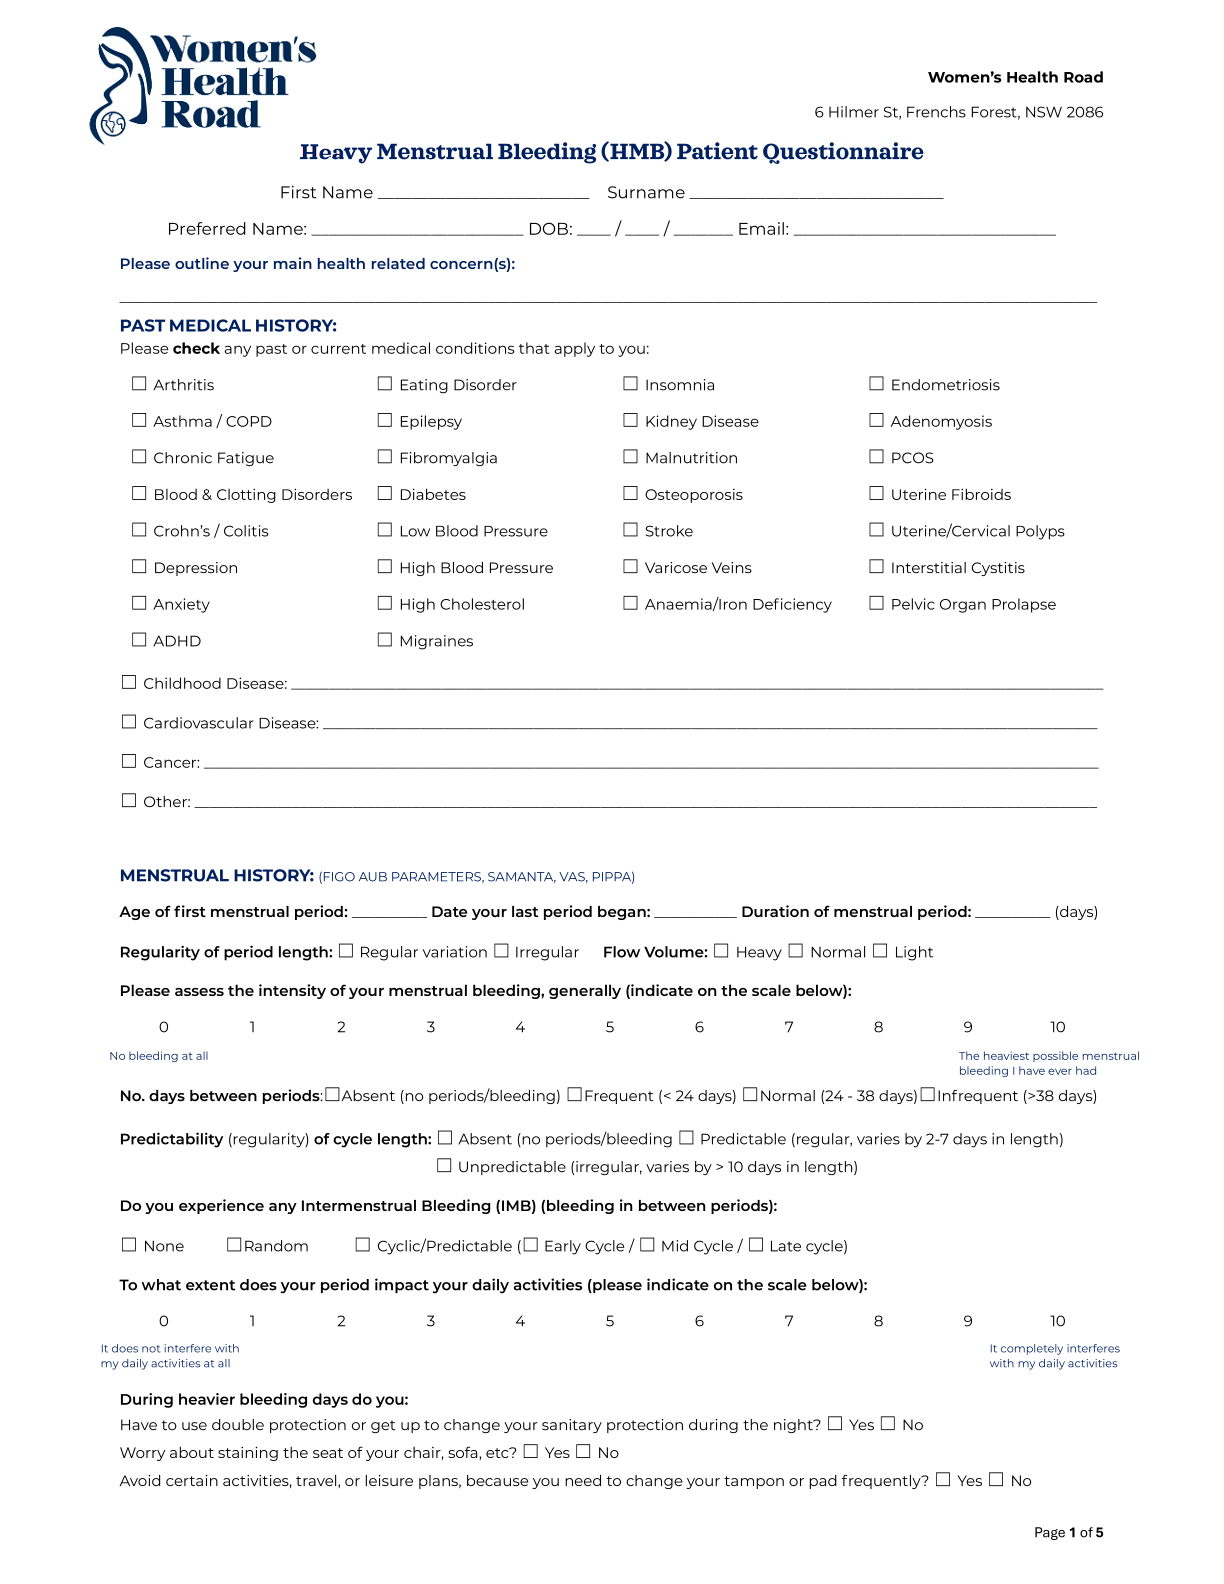 Women's
Health
Road
Women's Health Road
6 Hilmer St, Frenchs Forest, NSW 2086
Heavy Menstrual Bleeding (HMB) Patient Questionnaire
First Name _________________________ Surname ______________________________
Preferred Name: _________________________ DOB: ____ / ____ / _______ Email: _______________________________
Please outline your main health related concern(s):
PAST MEDICAL HISTORY:
Please check any past or current medical conditions that apply to you:
☐ Arthritis ☐ Eating Disorder ☐ Insomnia ☐ Endometriosis
☐ Asthma / COPD ☐ Epilepsy ☐ Kidney Disease ☐ Adenomyosis
☐ Chronic Fatigue ☐ Fibromyalgia ☐ Malnutrition ☐ PCOS
☐ Blood & Clotting Disorders ☐ Diabetes ☐ Osteoporosis ☐ Uterine Fibroids
☐ Crohn's / Colitis ☐ Low Blood Pressure ☐ Stroke ☐ Uterine/Cervical Polyps
☐ Depression ☐ High Blood Pressure ☐ Varicose Veins ☐ Interstitial Cystitis
☐ Anxiety ☐ High Cholesterol ☐ Anaemia/Iron Deficiency ☐ Pelvic Organ Prolapse
☐ ADHD ☐ Migraines
☐ Childhood Disease: ______________________________
☐ Cardiovascular Disease: ______________________________
☐ Cancer: ______________________________
☐ Other: ______________________________
MENSTRUAL HISTORY: (FIGO AUB PARAMETERS, SAMANTA, VAS, PIPPA)
Age of first menstrual period: _________ Date your last period began: __________ Duration of menstrual period: _________ (days)
Regularity of period length: ☐ Regular variation ☐ Irregular Flow Volume: ☐ Heavy ☐ Normal ☐ Light
Please assess the intensity of your menstrual bleeding, generally (indicate on the scale below):
0 1 2 3 4 5 6 7 8 9 10
No bleeding at all The heaviest possible menstrual
bleeding I have ever had
No. days between periods: ☐Absent (no periods/bleeding) ☐Frequent (< 24 days) ☐Normal (24 - 38 days) ☐Infrequent (>38 days)
Predictability (regularity) of cycle length: ☐ Absent (no periods/bleeding ☐ Predictable (regular, varies by 2-7 days in length)
☐ Unpredictable (irregular, varies by > 10 days in length)
Do you experience any Intermenstrual Bleeding (IMB) (bleeding in between periods):
☐ None ☐Random ☐ Cyclic/Predictable (☐ Early Cycle / ☐ Mid Cycle / ☐ Late cycle)
To what extent does your period impact your daily activities (please indicate on the scale below):
0 1 2 3 4 5 6 7 8 9 10
It does not interfere with It completely interferes
my daily activities at all with my daily activities
During heavier bleeding days do you:
Have to use double protection or get up to change your sanitary protection during the night? ☐ Yes ☐ No
Worry about staining the seat of your chair, sofa, etc? ☐ Yes ☐ No
Avoid certain activities, travel, or leisure plans, because you need to change your tampon or pad frequently? ☐ Yes ☐ No
Page 1 of 5